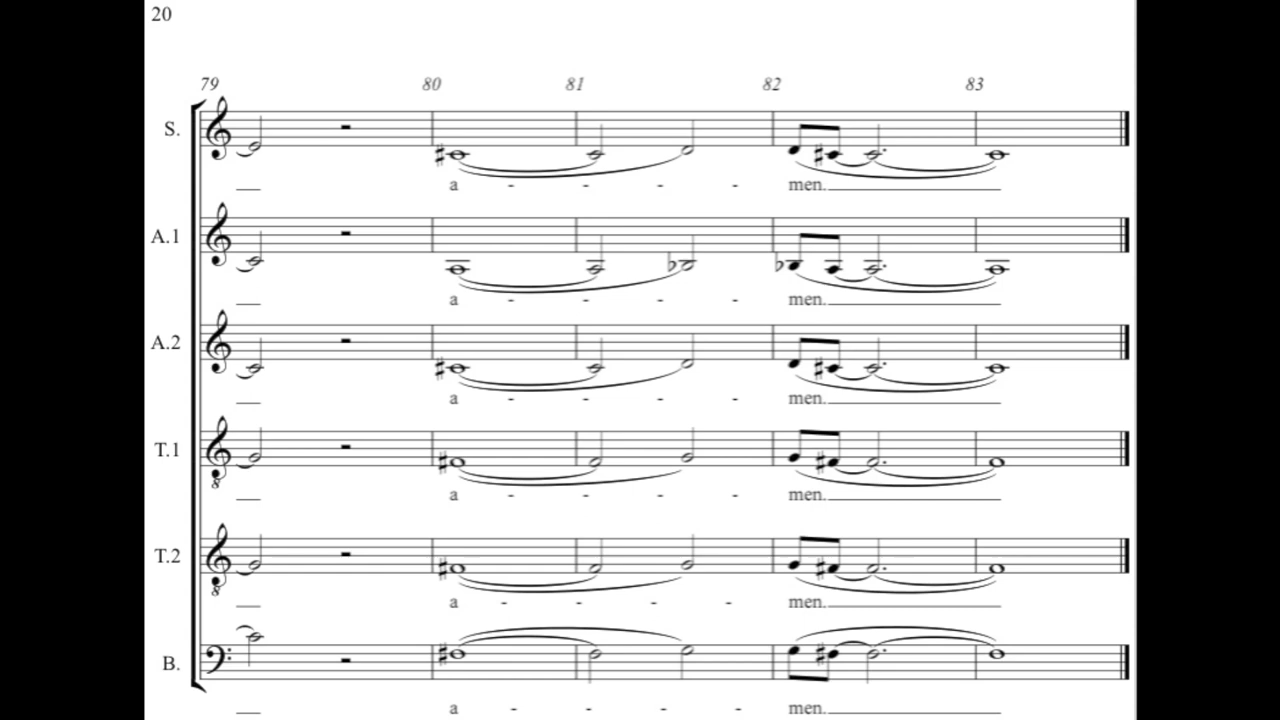 20
79 80 81 82 83
S.
a - - - - men.
A.1
a - - - - men.
A.2
a - - - - men.
T.1
8
a - - - - men.
T.2
8
a - - - - men.
B.
a - - - - men.